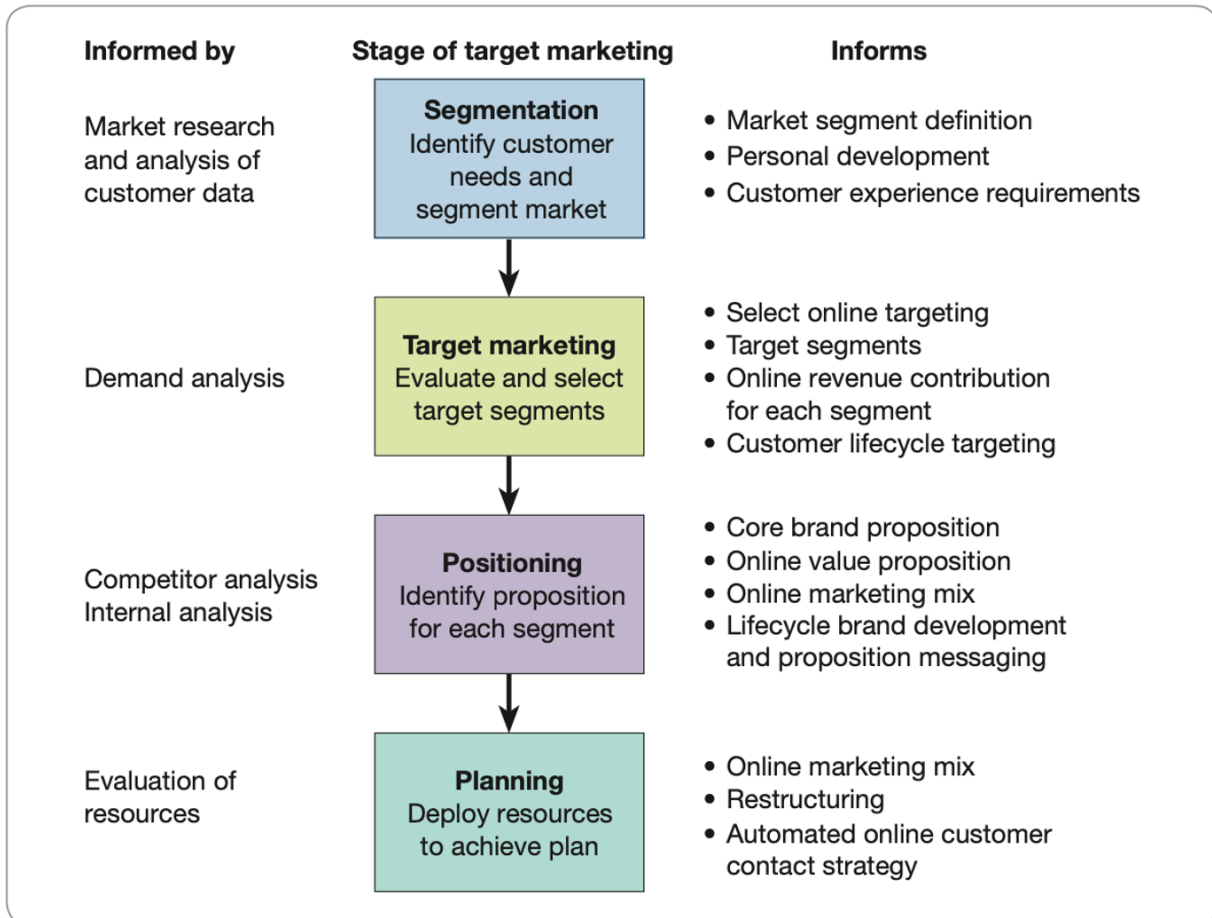 Informed by
Stage of target marketing
Informs
Market research
and analysis of
customer data
Segmentation
Identify customer
needs and
segment market
• Market segment definition
• Personal development
• Customer experience requirements
Demand analysis
Target marketing
Evaluate and select
target segments
• Select online targeting
• Target segments
• Online revenue contribution
for each segment
• Customer lifecycle targeting
Competitor analysis
Internal analysis
Positioning
Identify proposition
for each segment
• Core brand proposition
• Online value proposition
• Online marketing mix
• Lifecycle brand development
and proposition messaging
Evaluation of
resources
Planning
Deploy resources
to achieve plan
• Online marketing mix
• Restructuring
• Automated online customer
contact strategy